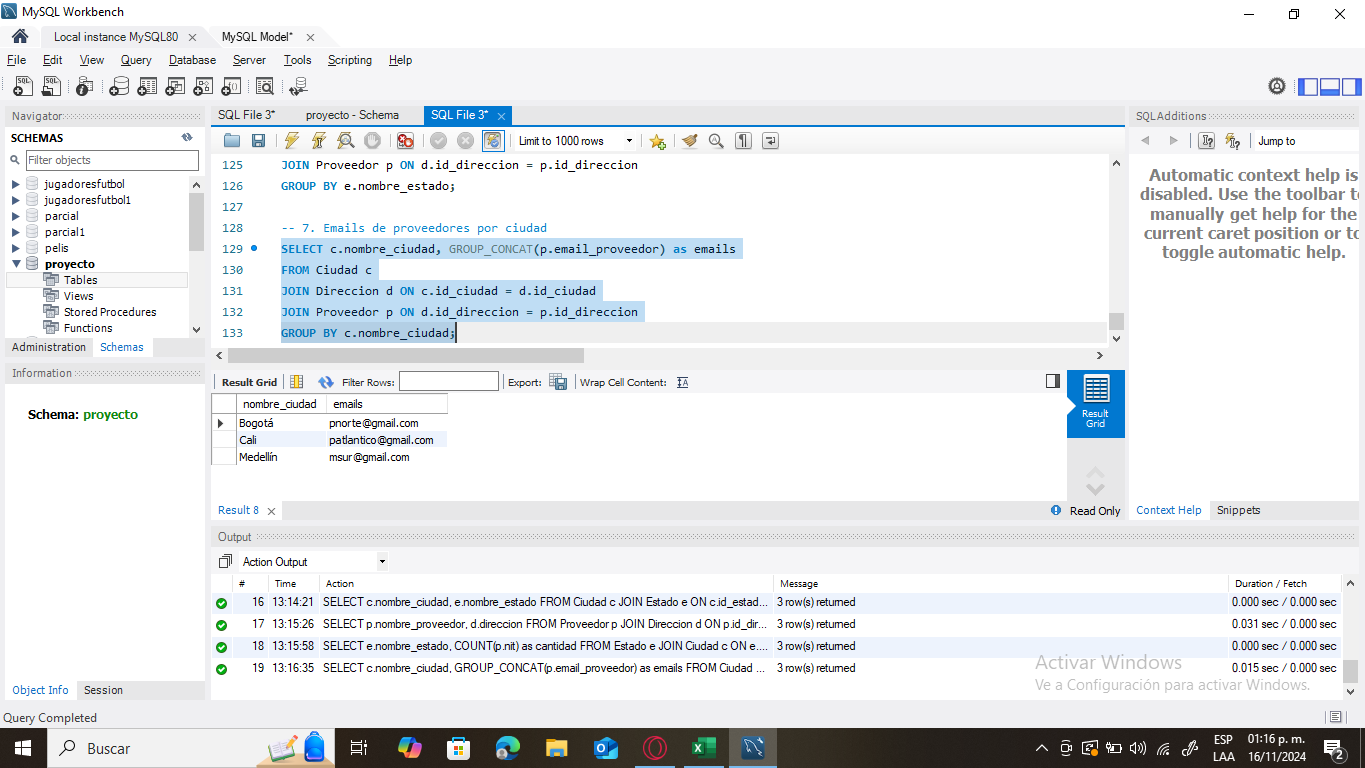 MySQL Workbench
Local instance MySQL80
MySQL Model*
File Edit View Query Database Server Tools Scripting Help
Navigator
SCHEMAS
Filter objects
jugadoresfutbol
jugadoresfutbol1
parcial
parcial1
pelis
proyecto
Tables
Views
Stored Procedures
Functions
Administration Schemas
Information
Schema: proyecto
Object Info Session
SQL File 3* proyecto - Schema SQL File 3*
Limit to 1000 rows
125 JOIN Proveedor p ON d.id_direccion = p.id_direccion
126 GROUP BY e.nombre_estado;
127
128 -- 7. Emails de proveedores por ciudad
129 SELECT c.nombre_ciudad, GROUP_CONCAT(p.email_proveedor) as emails
130 FROM Ciudad c
131 JOIN Direccion d ON c.id_ciudad = d.id_ciudad
132 JOIN Proveedor p ON d.id_direccion = p.id_direccion
133 GROUP BY c.nombre_ciudad;
Result Grid Filter Rows: Export: Wrap Cell Content:
nombre_ciudad emails
Bogotá pnorte@gmail.com
Cali patlantico@gmail.com
Medellín msur@gmail.com
Result
Grid
Result 8
Read Only
SQLAdditions
Jump to
Automatic context help is
disabled. Use the toolbar to
manually get help for the
current caret position or to
toggle automatic help.
Context Help Snippets
Output
Action Output
# Time Action Message Duration / Fetch
16 13:14:21 SELECT c.nombre_ciudad, e.nombre_estado FROM Ciudad c JOIN Estado e ON c.id_estad... 3 row(s) returned 0.000 sec / 0.000 sec
17 13:15:26 SELECT p.nombre_proveedor, d.direccion FROM Proveedor p JOIN Direccion d ON p.id_dir... 3 row(s) returned 0.031 sec / 0.000 sec
18 13:15:58 SELECT e.nombre_estado, COUNT(p.nit) as cantidad FROM Estado e JOIN Ciudad c ON e.... 3 row(s) returned 0.000 sec / 0.000 sec
19 13:16:35 SELECT c.nombre_ciudad, GROUP_CONCAT(p.email_proveedor) as emails FROM Ciudad ... 3 row(s) returned 0.015 sec / 0.000 sec
Activar Windows
Ve a Configuración para activar Windows.
Query Completed
Buscar
ESP
LAA
01:16 p. m.
16/11/2024
2